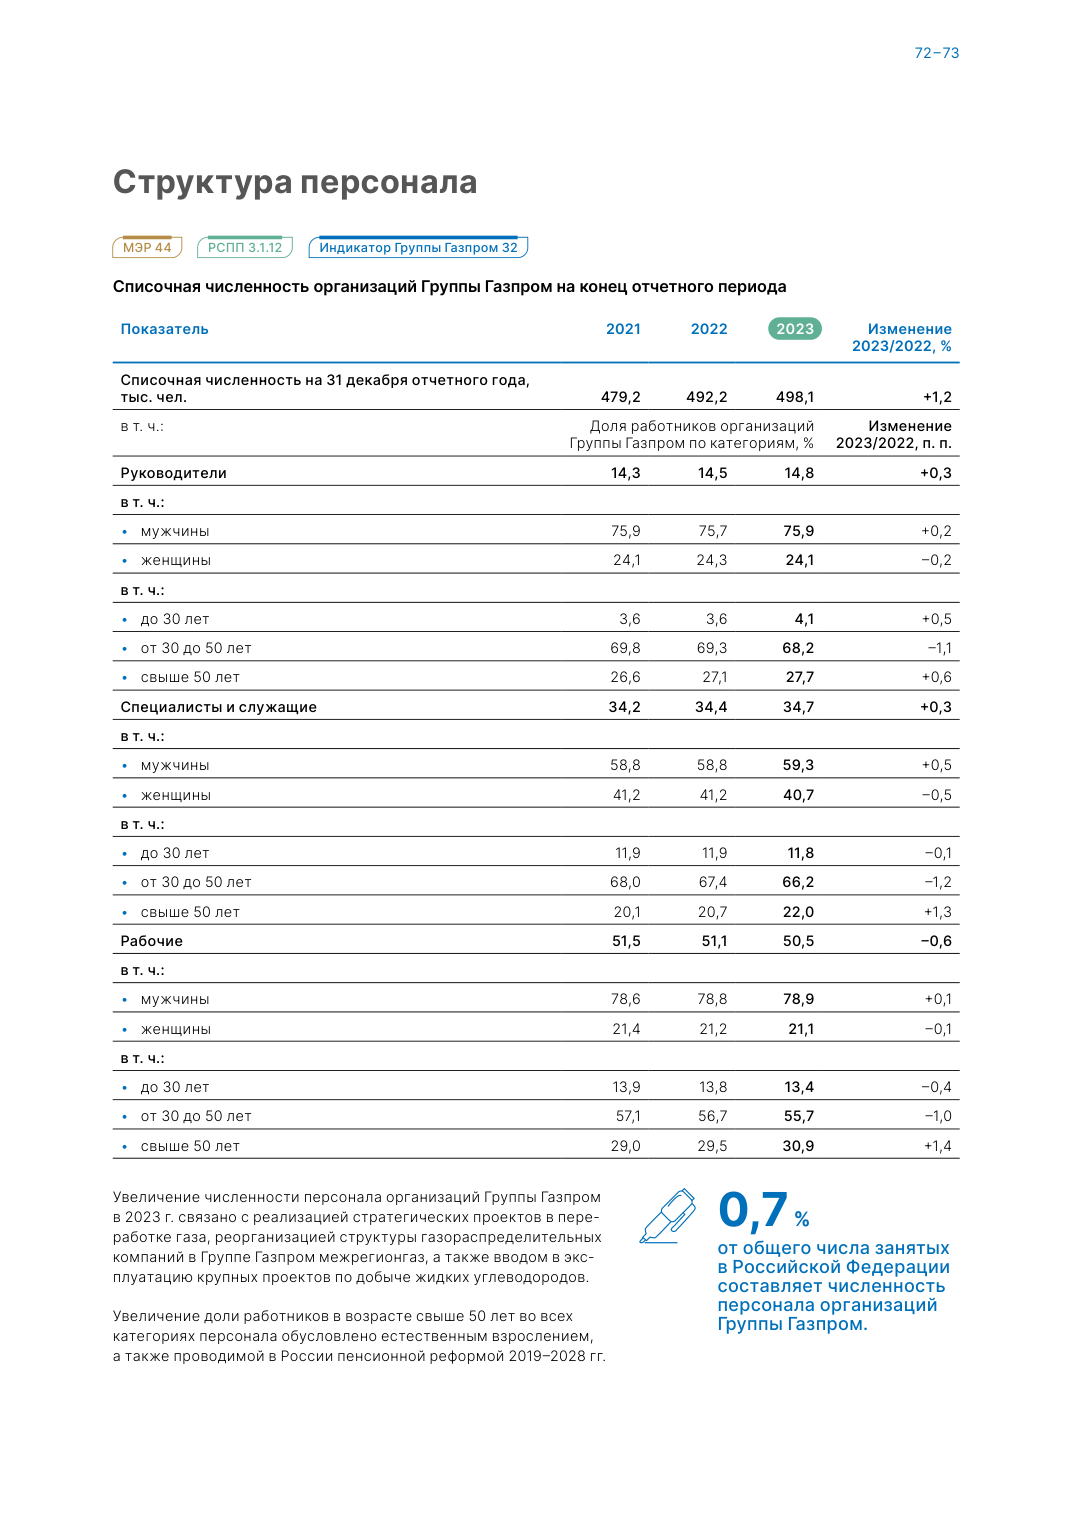 72–73
Структура персонала
МЭР 44 РСПП 3.1.12 Индикатор Группы Газпром 32
Списочная численность организаций Группы Газпром на конец отчетного периода
Показатель 2021 2022 2023 Изменение
2023/2022, %
Списочная численность на 31 декабря отчетного года,
тыс. чел. 479,2 492,2 498,1 +1,2
в т. ч.: Доля работников организаций Изменение
Группы Газпром по категориям, % 2023/2022, п. п.
Руководители 14,3 14,5 14,8 +0,3
в т. ч.:
• мужчины 75,9 75,7 75,9 +0,2
• женщины 24,1 24,3 24,1 –0,2
в т. ч.:
• до 30 лет 3,6 3,6 4,1 +0,5
• от 30 до 50 лет 69,8 69,3 68,2 –1,1
• свыше 50 лет 26,6 27,1 27,7 +0,6
Специалисты и служащие 34,2 34,4 34,7 +0,3
в т. ч.:
• мужчины 58,8 58,8 59,3 +0,5
• женщины 41,2 41,2 40,7 –0,5
в т. ч.:
• до 30 лет 11,9 11,9 11,8 –0,1
• от 30 до 50 лет 68,0 67,4 66,2 –1,2
• свыше 50 лет 20,1 20,7 22,0 +1,3
Рабочие 51,5 51,1 50,5 –0,6
в т. ч.:
• мужчины 78,6 78,8 78,9 +0,1
• женщины 21,4 21,2 21,1 –0,1
в т. ч.:
• до 30 лет 13,9 13,8 13,4 –0,4
• от 30 до 50 лет 57,1 56,7 55,7 –1,0
• свыше 50 лет 29,0 29,5 30,9 +1,4
Увеличение численности персонала организаций Группы Газпром
в 2023 г. связано с реализацией стратегических проектов в пере-
работке газа, реорганизацией структуры газораспределительных
компаний в Группе Газпром межрегионгаз, а также вводом в экс-
плуатацию крупных проектов по добыче жидких углеводородов.
Увеличение доли работников в возрасте свыше 50 лет во всех
категориях персонала обусловлено естественным взрослением,
а также проводимой в России пенсионной реформой 2019–2028 гг.
0,7 %
от общего числа занятых
в Российской Федерации
составляет численность
персонала организаций
Группы Газпром.